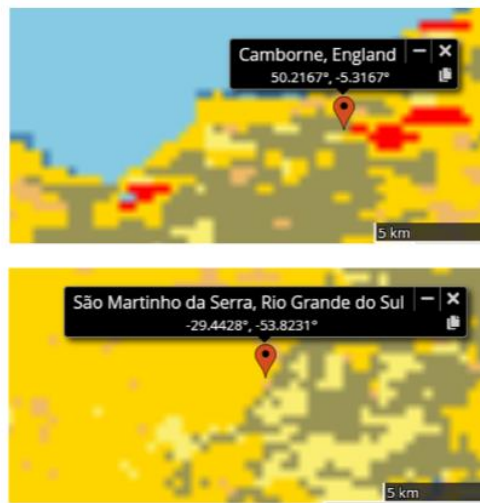 Camborne, England
50.2167°, -5.3167°
5 km
São Martinho da Serra, Rio Grande do Sul
-29.4428°, -53.8231°
5 km